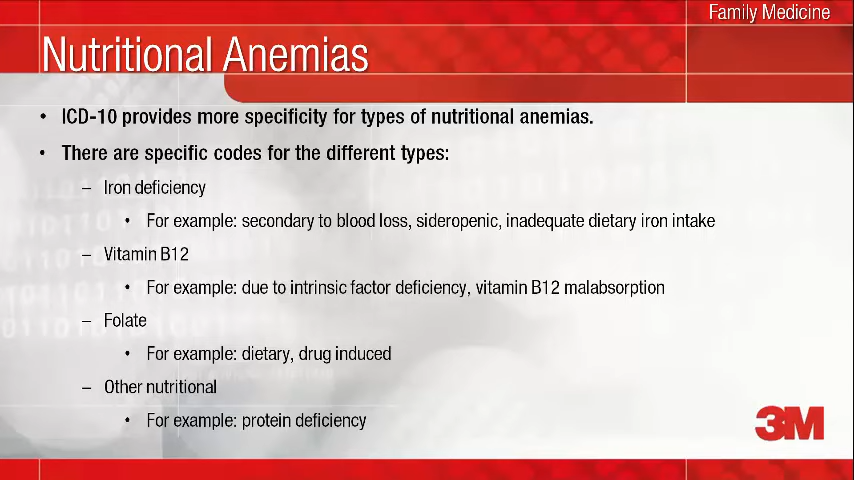 Family Medicine
Nutritional Anemias
• ICD-10 provides more specificity for types of nutritional anemias.
• There are specific codes for the different types:
– Iron deficiency
• For example: secondary to blood loss, sideropenic, inadequate dietary iron intake
– Vitamin B12
• For example: due to intrinsic factor deficiency, vitamin B12 malabsorption
– Folate
• For example: dietary, drug induced
– Other nutritional
• For example: protein deficiency
3M